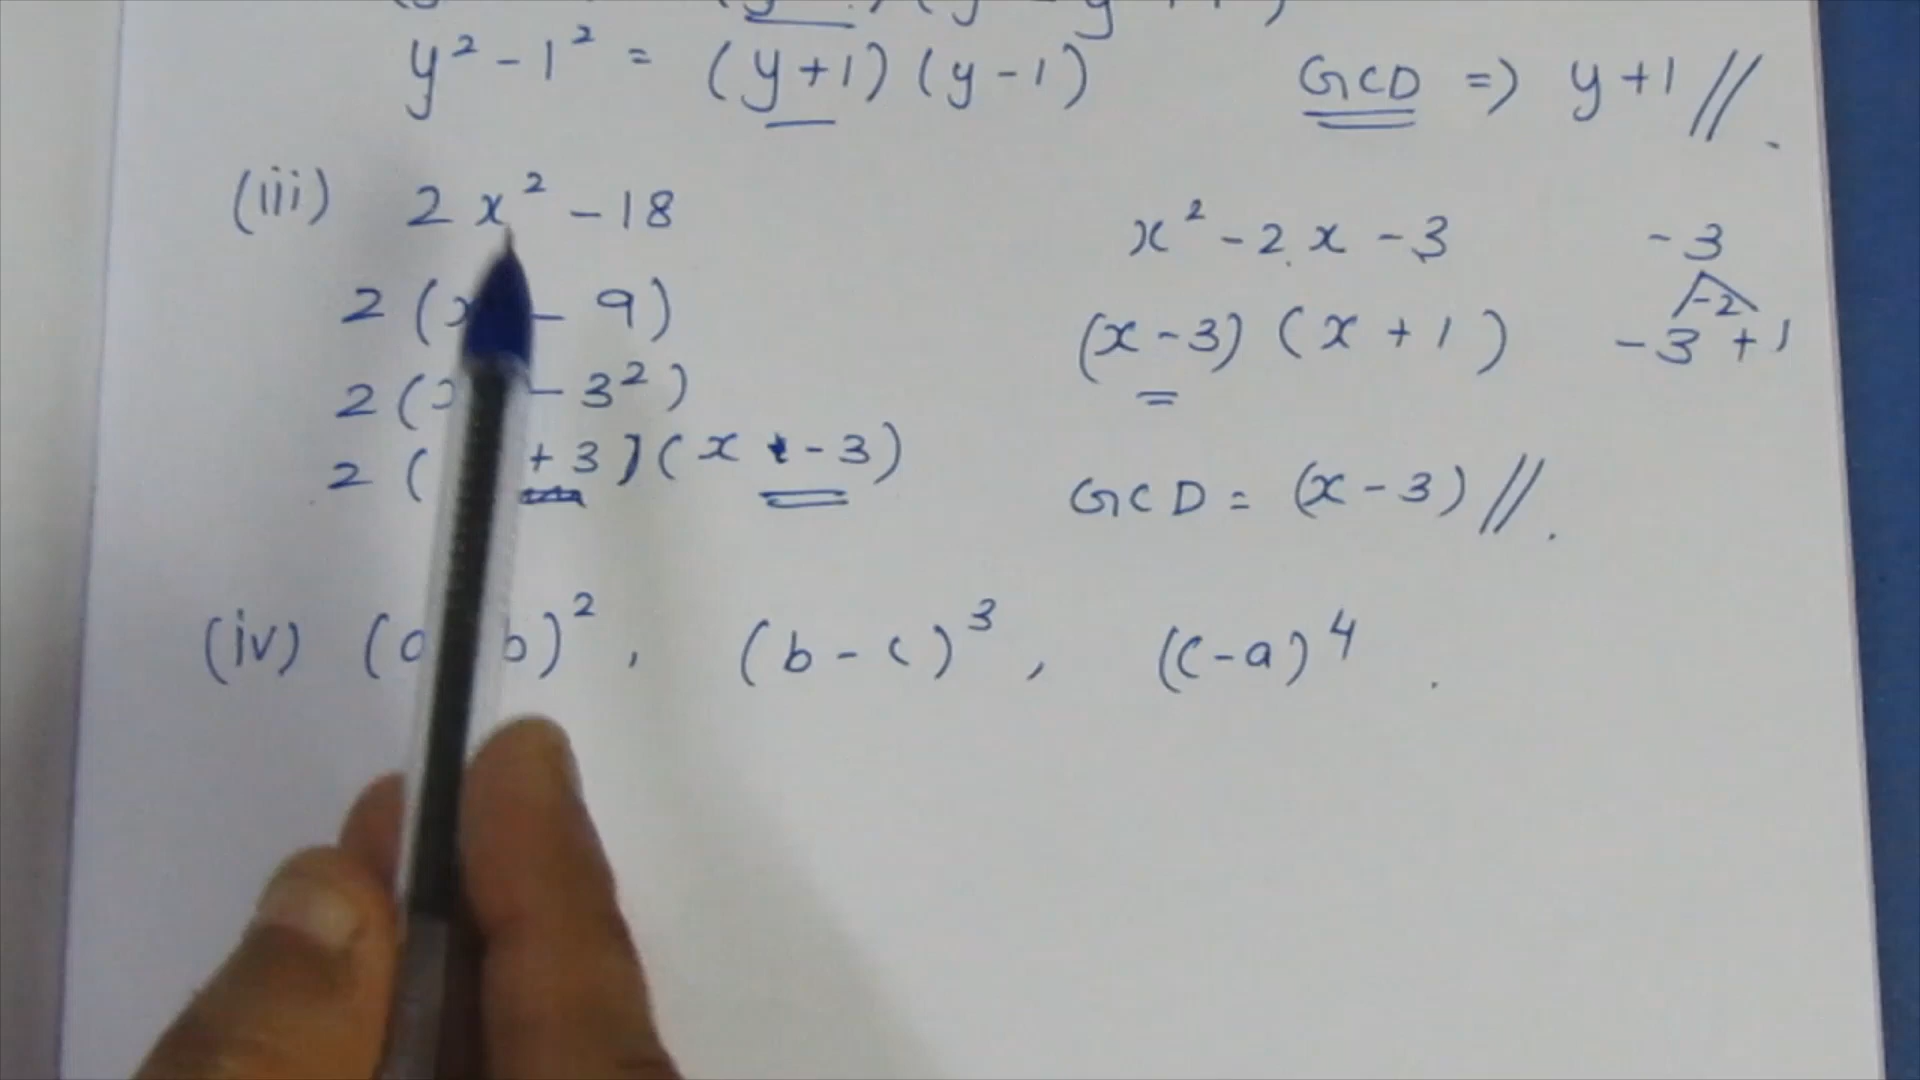 y² - 1² = (y+1) (y-1)
GCD => y+1 //.
(iii) 2x² - 18
2( - 9)
2( - 3²)
2( +3)(x - 3)
x² - 2x - 3
(x-3) (x+1)
-3
-2
-3 +1
GCD = (x-3) //.
(iv) ( b)², (b-c)³, (c-a)⁴.